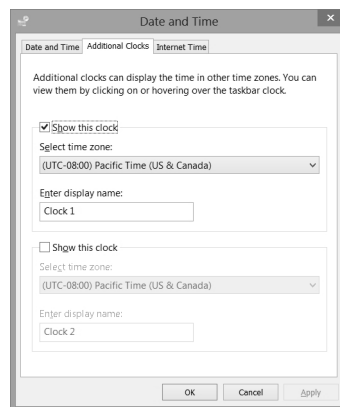 Date and Time
Date and Time Additional Clocks Internet Time
Additional clocks can display the time in other time zones. You can
view them by clicking on or hovering over the taskbar clock.
Show this clock
Select time zone:
(UTC-08:00) Pacific Time (US & Canada)
Enter display name:
Clock 1
Show this clock
Select time zone:
(UTC-08:00) Pacific Time (US & Canada)
Enter display name:
Clock 2
OK Cancel Apply